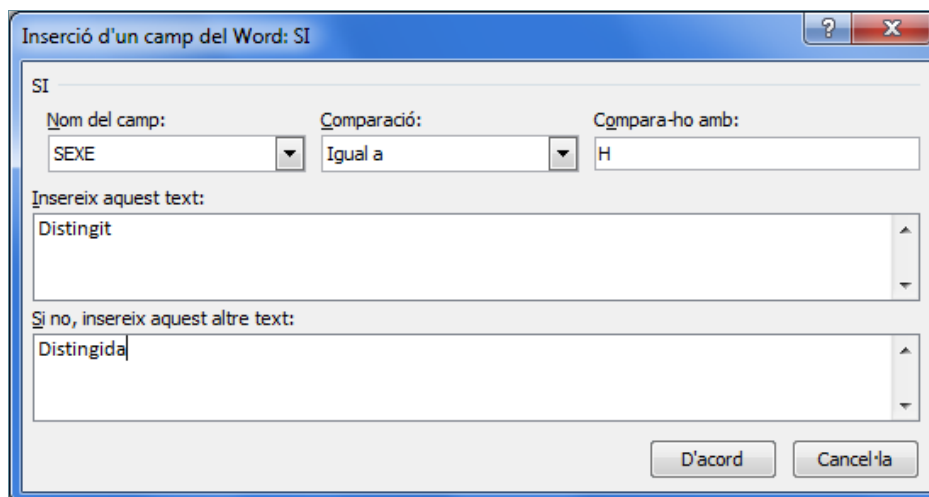 Inserció d'un camp del Word: SI
SI
Nom del camp: Comparació: Compara-ho amb:
SEXE Igual a H
Insereix aquest text:
Distingit
Si no, insereix aquest altre text:
Distingida
D'acord Cancel·la